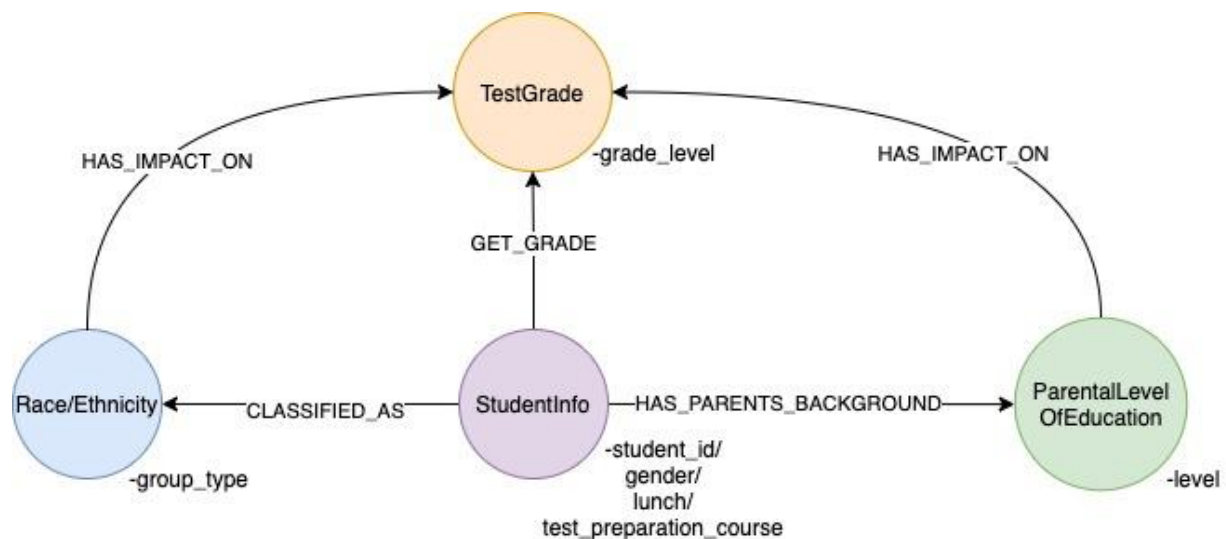 TestGrade
-grade_level
HAS_IMPACT_ON
HAS_IMPACT_ON
GET_GRADE
Race/Ethnicity
-group_type
CLASSIFIED_AS
StudentInfo
-student_id/
gender/
lunch/
test_preparation_course
HAS_PARENTS_BACKGROUND
ParentalLevel
OfEducation
-level